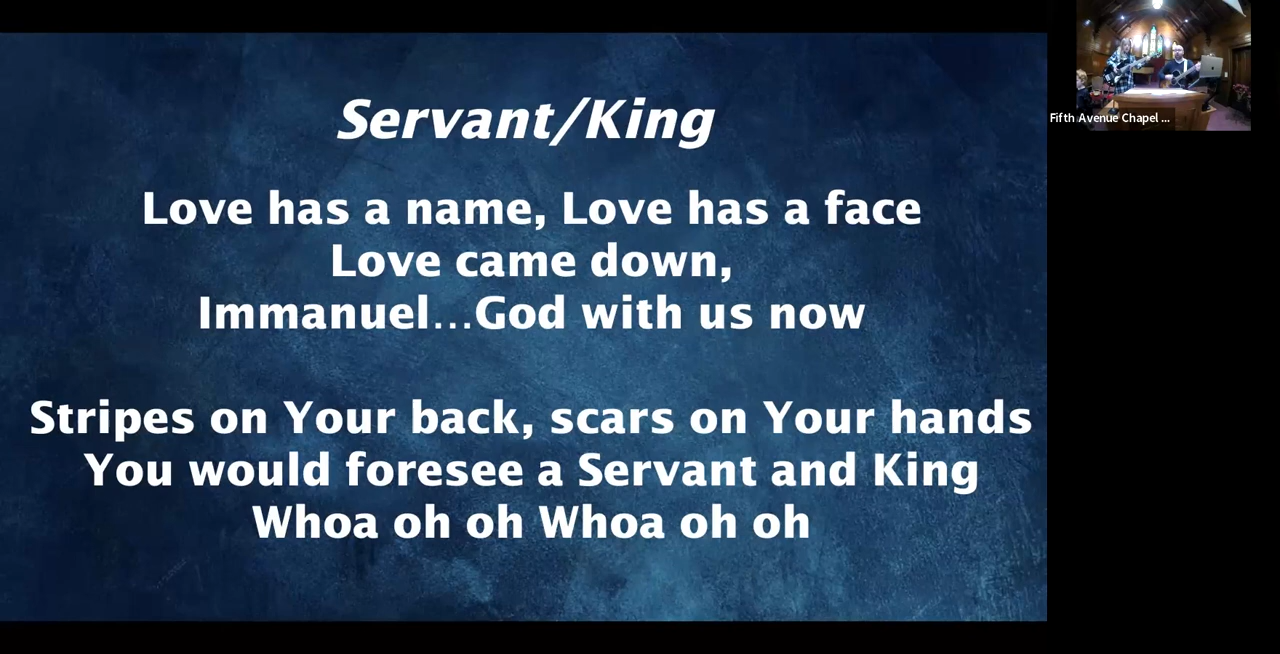 Servant/King
Love has a name, Love has a face
Love came down,
Immanuel...God with us now
Stripes on Your back, scars on Your hands
You would foresee a Servant and King
Whoa oh oh Whoa oh oh
Fifth Avenue Chapel ...